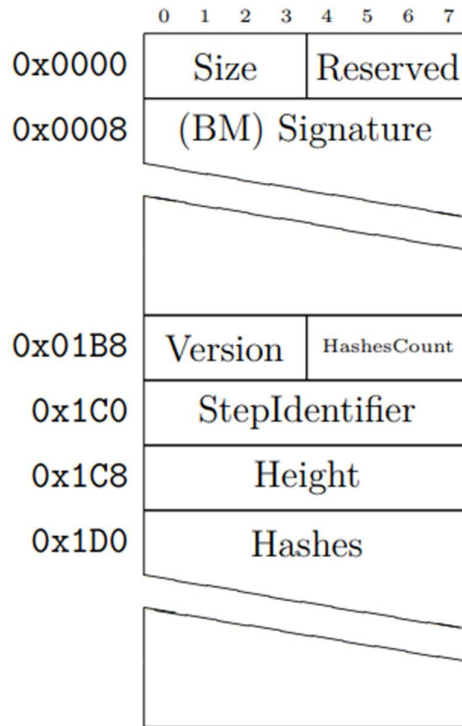 0 1 2 3 4 5 6 7
0x0000 Size Reserved
0x0008 (BM) Signature
0x01B8 Version HashesCount
0x1C0 StepIdentifier
0x1C8 Height
0x1D0 Hashes